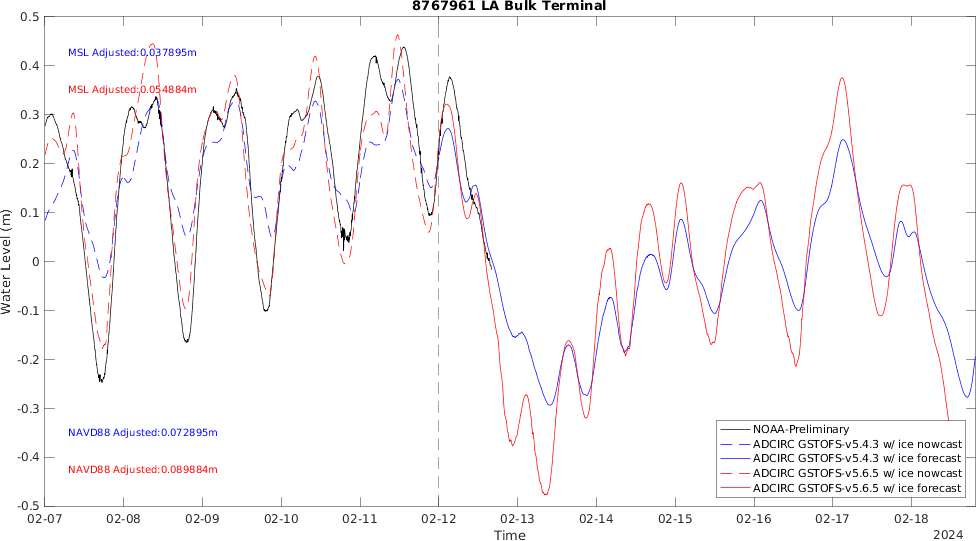 8767961 LA Bulk Terminal
0.5
0.4
0.3
0.2
0.1
0
-0.1
-0.2
-0.3
-0.4
-0.5
Water Level (m)
MSL Adjusted:0.037895m
MSL Adjusted:0.054884m
NAVD88 Adjusted:0.072895m
NAVD88 Adjusted:0.089884m
NOAA-Preliminary
ADCIRC GSTOFS-v5.4.3 w/ ice nowcast
ADCIRC GSTOFS-v5.4.3 w/ ice forecast
ADCIRC GSTOFS-v5.6.5 w/ ice nowcast
ADCIRC GSTOFS-v5.6.5 w/ ice forecast
02-07 02-08 02-09 02-10 02-11 02-12 02-13 02-14 02-15 02-16 02-17 02-18
Time
2024